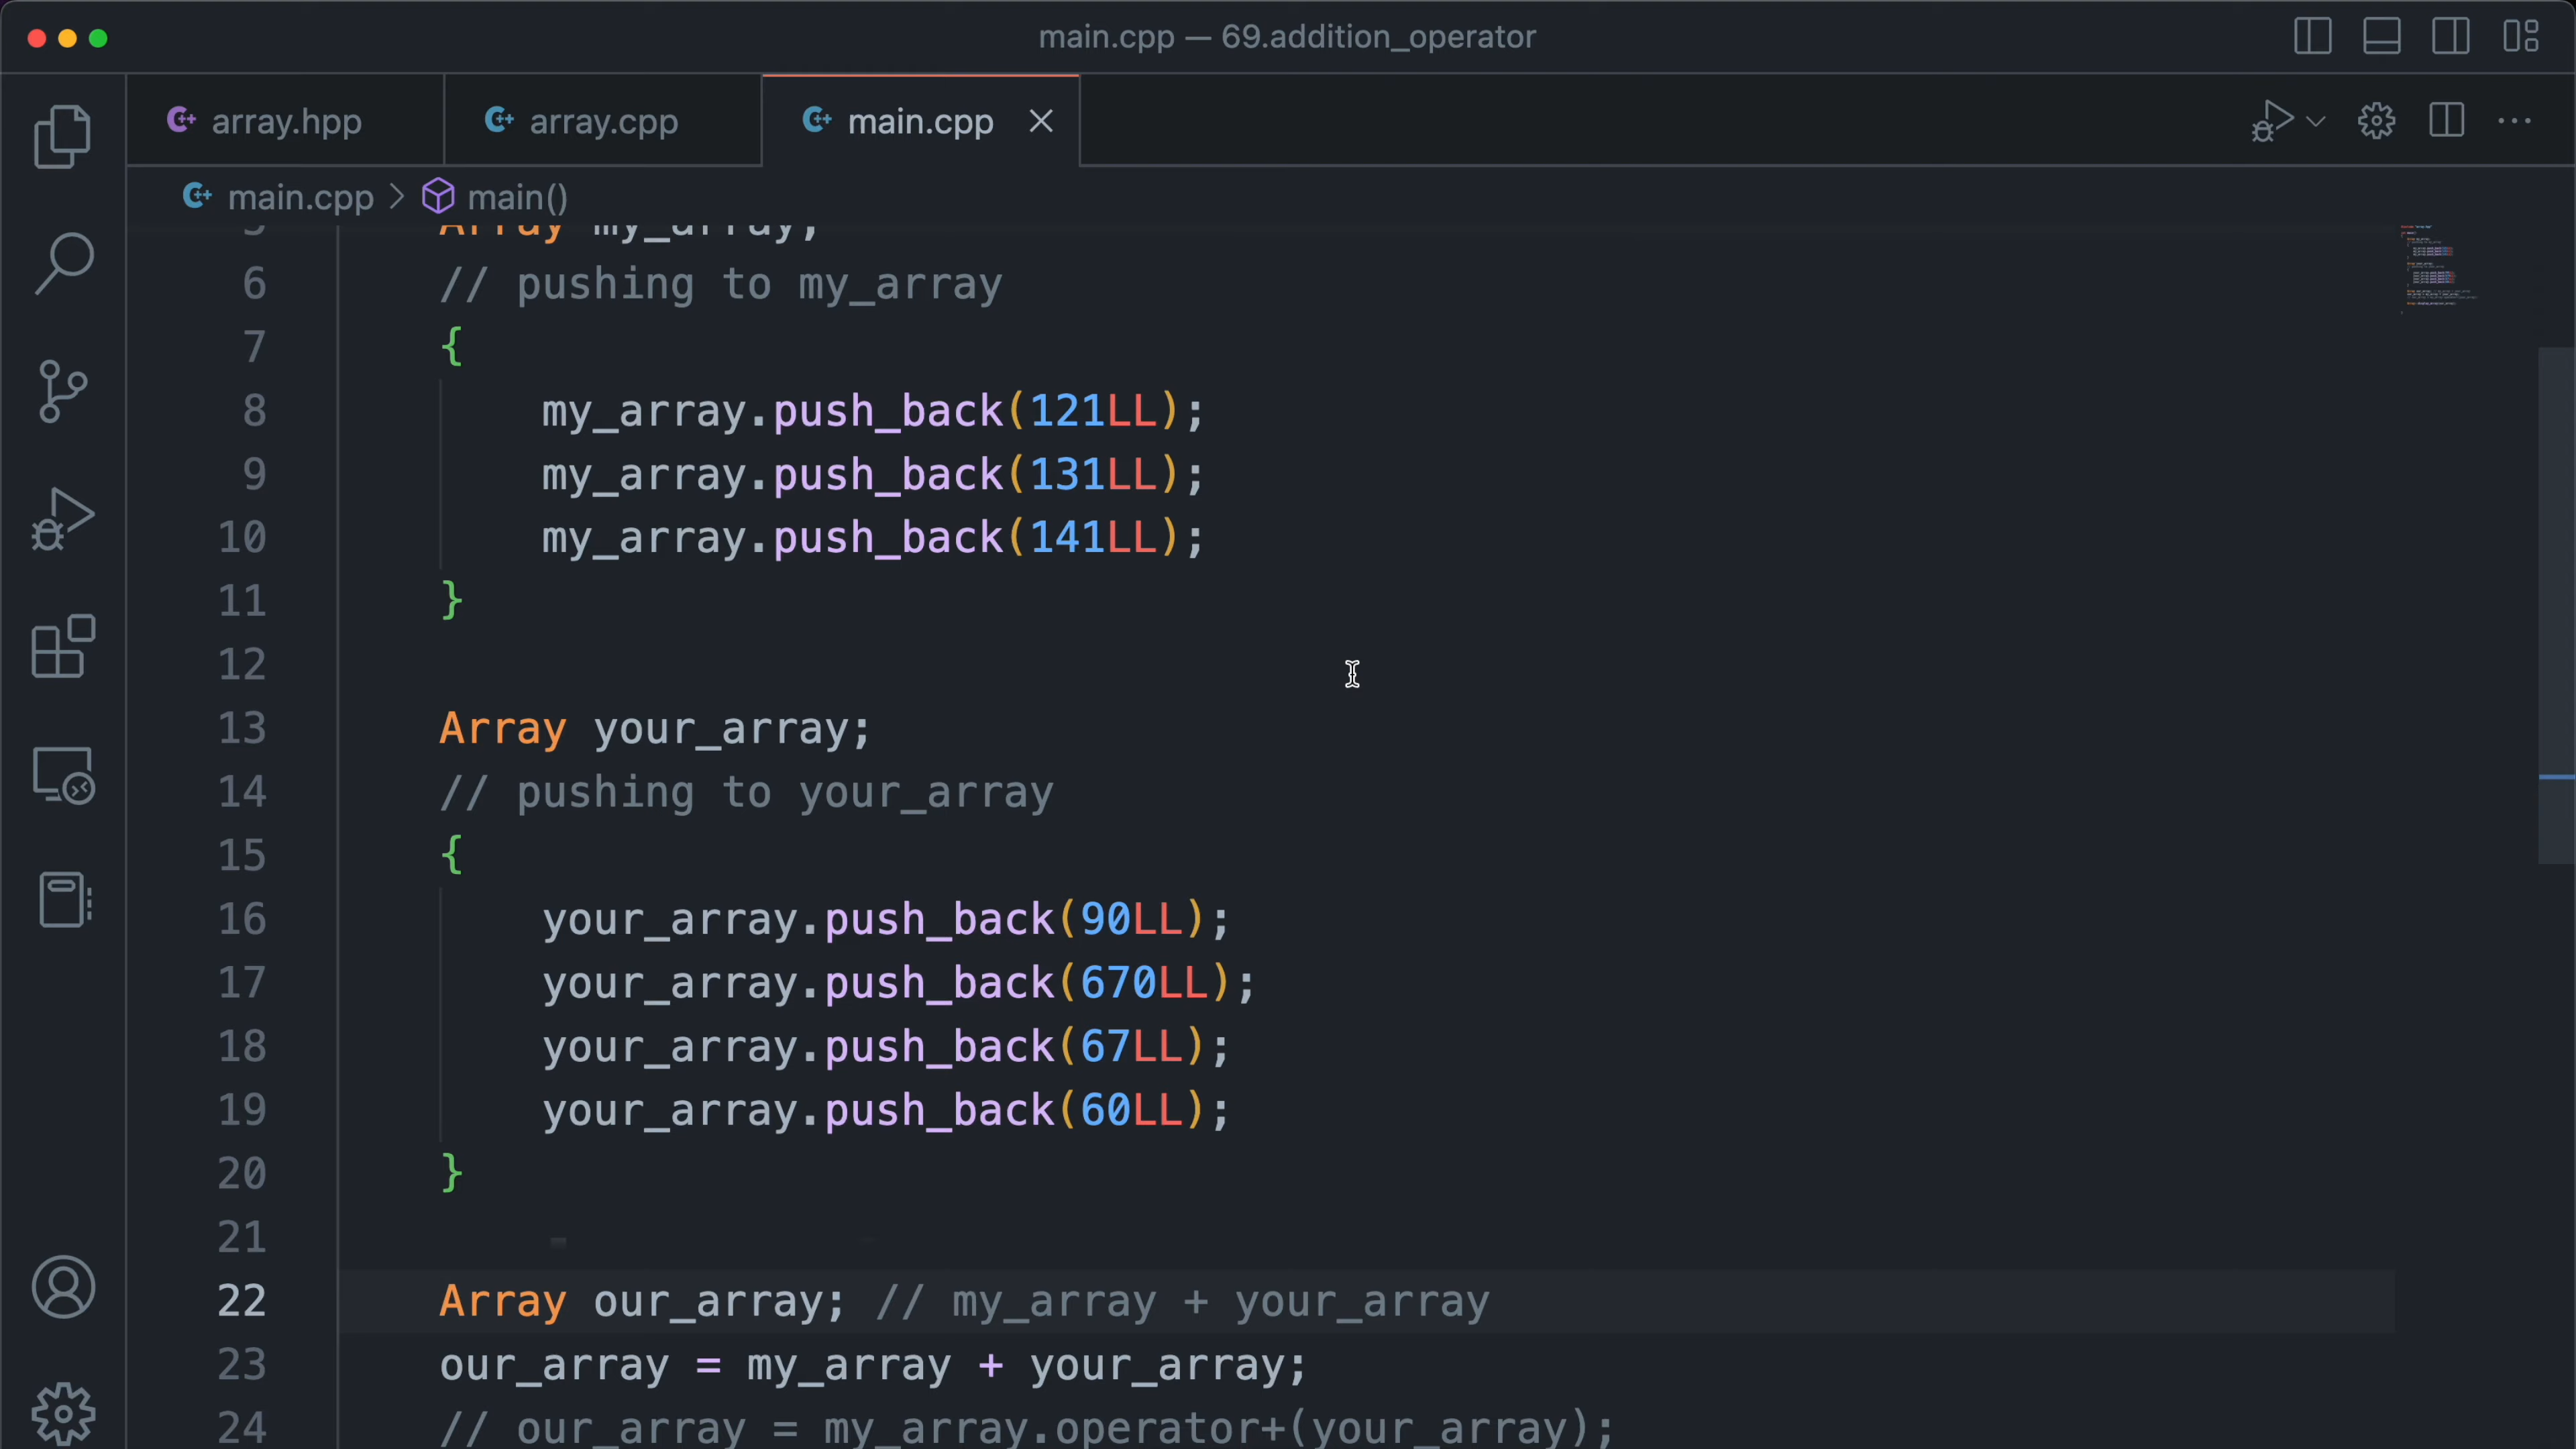 main.cpp — 69.addition_operator
array.hpp
array.cpp
main.cpp
main.cpp > main()
5 Array my_array;
6 // pushing to my_array
7 {
8 my_array.push_back(121LL);
9 my_array.push_back(131LL);
10 my_array.push_back(141LL);
11 }
12
13 Array your_array;
14 // pushing to your_array
15 {
16 your_array.push_back(90LL);
17 your_array.push_back(670LL);
18 your_array.push_back(67LL);
19 your_array.push_back(60LL);
20 }
21
22 Array our_array; // my_array + your_array
23 our_array = my_array + your_array;
24 // our_array = my_array.operator+(your_array);